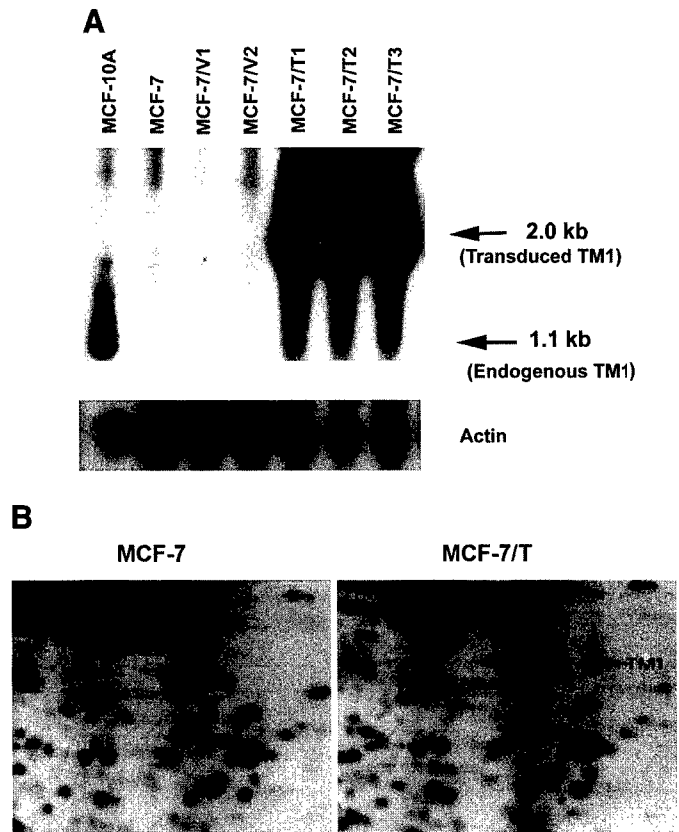 A
MCF-10A
MCF-7
MCF-7/V1
MCF-7/V2
MCF-7/T1
MCF-7/T2
MCF-7/T3
2.0 kb
(Transduced TM1)
1.1 kb
(Endogenous TM1)
Actin
B
MCF-7
MCF-7/T
TM1